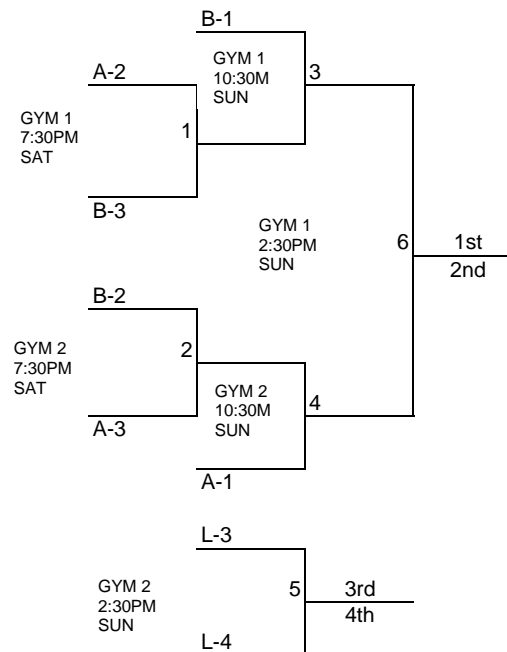 B-1
GYM 1
10:30M
SUN
3
A-2
GYM 1
7:30PM
SAT
1
B-3
GYM 1
2:30PM
SUN
6
1st
2nd
B-2
GYM 2
7:30PM
SAT
2
A-3
GYM 2
10:30M
SUN
4
A-1
L-3
GYM 2
2:30PM
SUN
5
3rd
4th
L-4